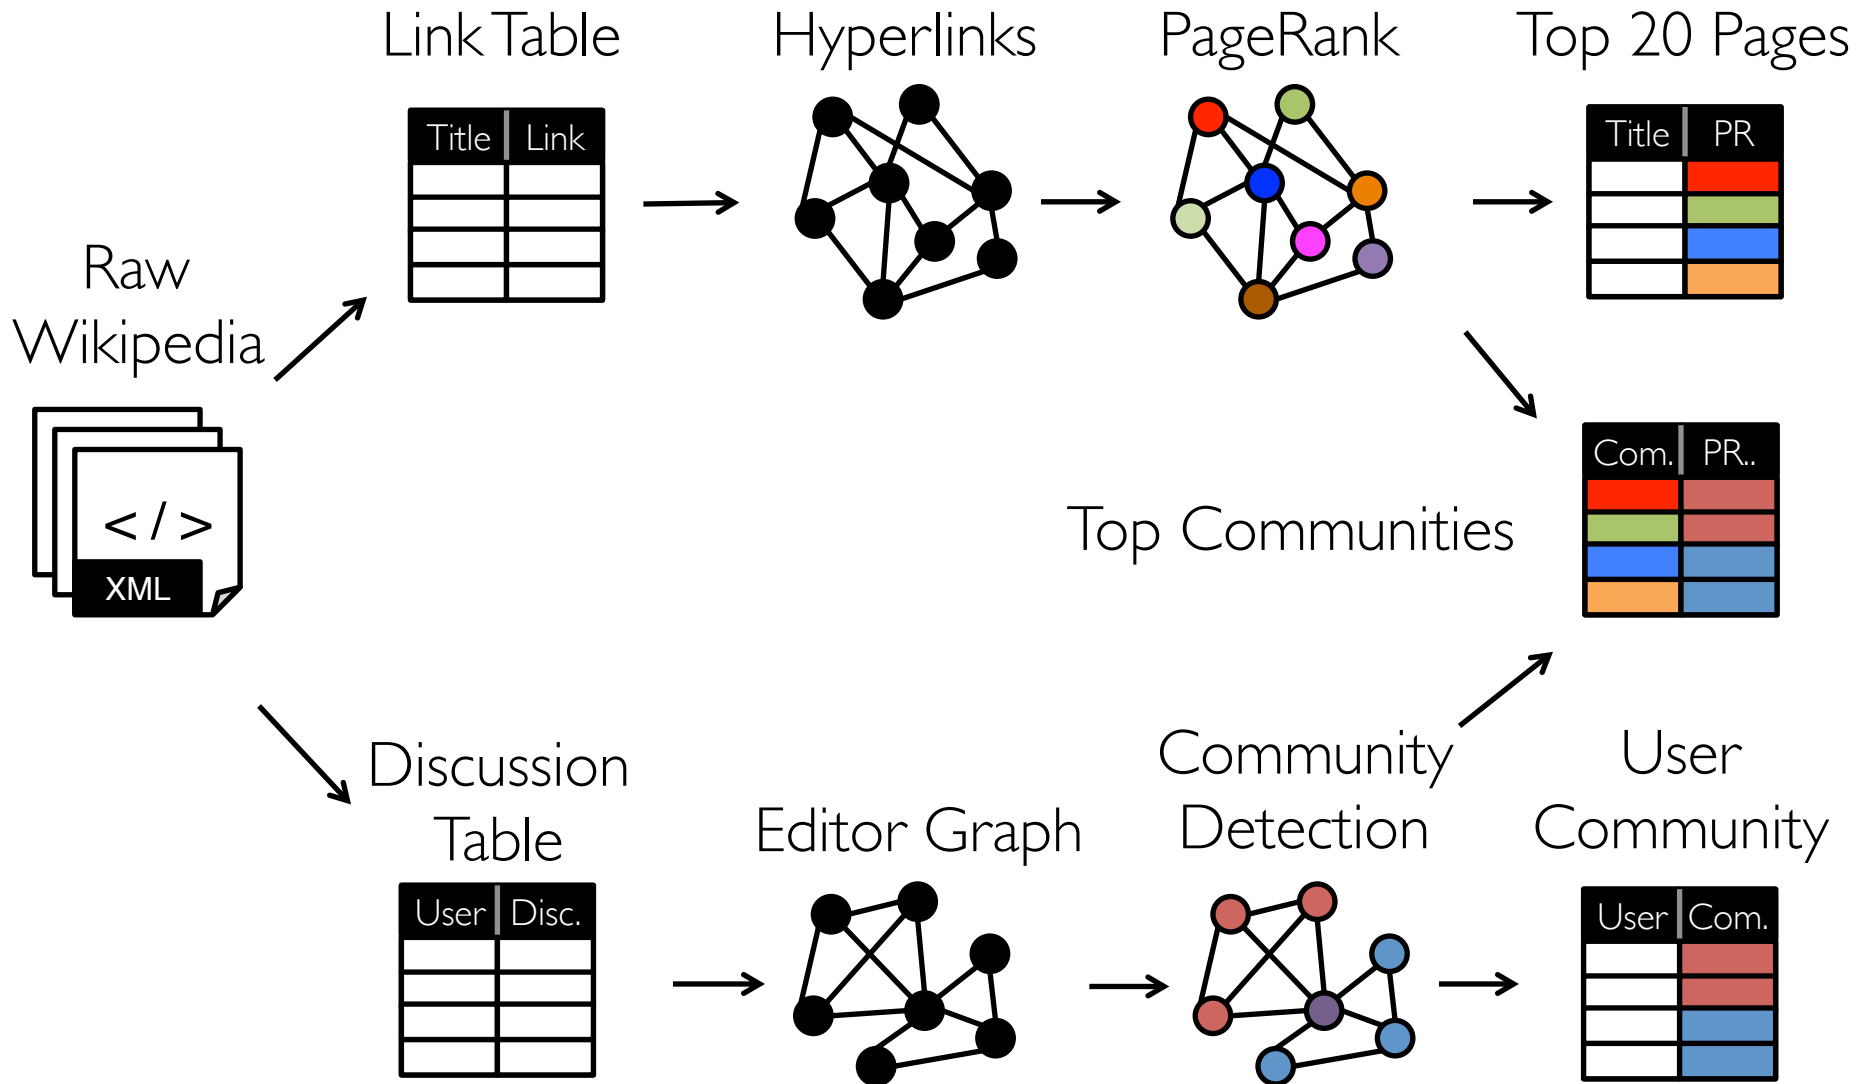 Link Table
Hyperlinks
PageRank
Top 20 Pages
Title Link
Title PR
Raw
Wikipedia
</>
XML
Com. PR..
Top Communities
Discussion
Table
Editor Graph
Community
Detection
User
Community
User Disc.
User Com.